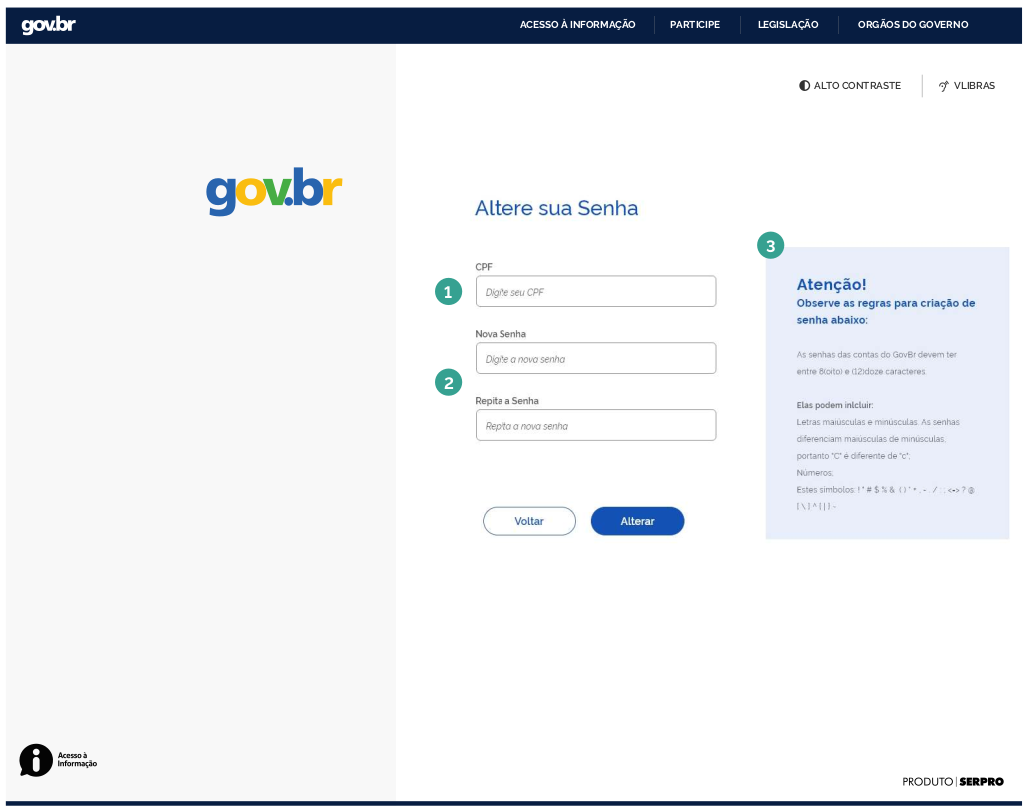 gov.br
ACESSO À INFORMAÇÃO
PARTICIPE
LEGISLAÇÃO
ORGÃOS DO GOVERNO
ALTO CONTRASTE
VLIBRAS
gov.br
Altere sua Senha
CPF
1
Digite seu CPF
Nova Senha
Digite a nova senha
2
Repita a Senha
Repita a nova senha
Voltar
Alterar
3
Atenção!
Observe as regras para criação de
senha abaixo:
As senhas das contas do GovBr devem ter
entre 8(oito) e (12)doze caracteres.
Elas podem inlcluir:
Letras maiúsculas e minúsculas. As senhas
diferenciam maiúsculas de minúsculas,
portanto "C" é diferente de "c";
Números;
Estes símbolos: ! " # $ % & ( ) * + , - . / : ; <=> ? @
[ \ ] ^ { | } ~
Acesso à
Informação
PRODUTO | SERPRO